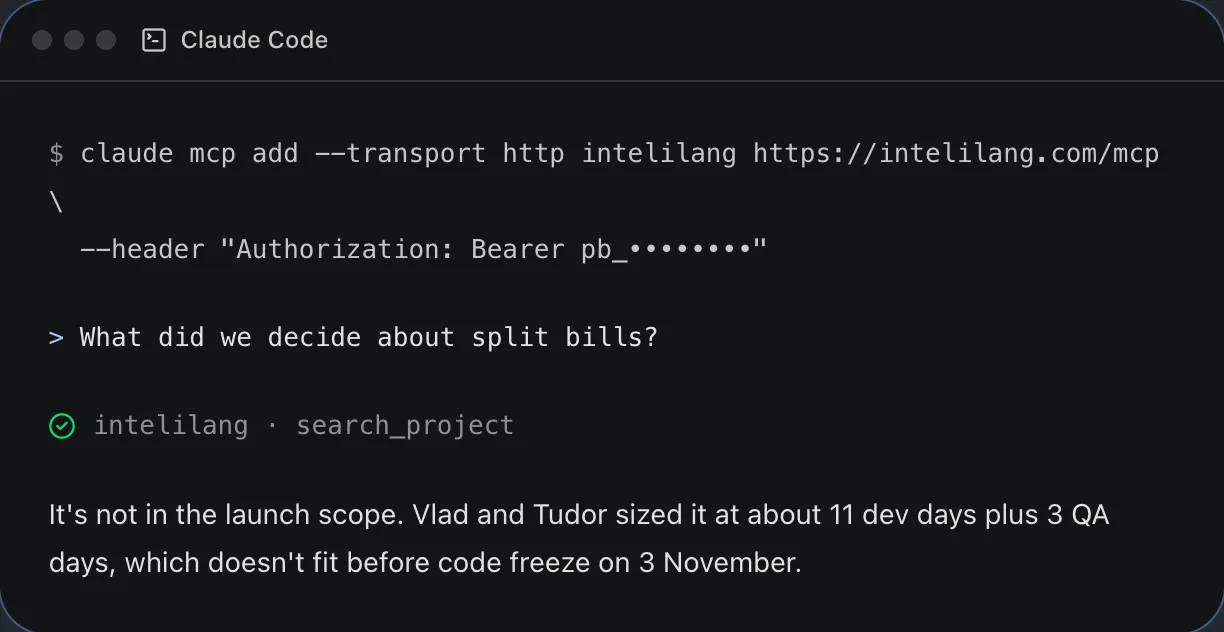 Claude Code
$ claude mcp add --transport http intelilang https://intelilang.com/mcp
\
--header "Authorization: Bearer pb_••••••••"
> What did we decide about split bills?
intelilang · search_project
It's not in the launch scope. Vlad and Tudor sized it at about 11 dev days plus 3 QA
days, which doesn't fit before code freeze on 3 November.